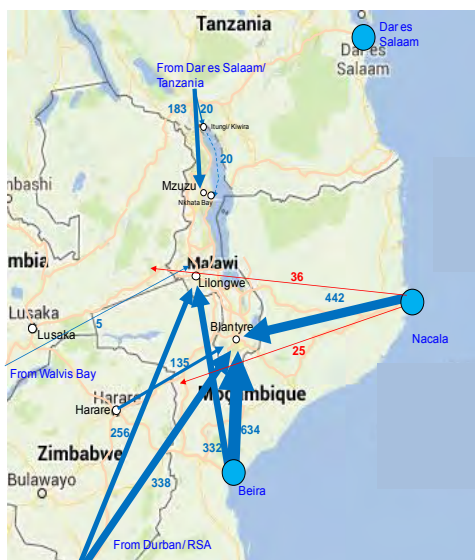 Tanzania
Dar es
Salaam
Dar es
Salaam
From Dar es Salaam/
Tanzania
183
20
Itungi/ Kiwira
20
Mzuzu
Nkhata Bay
mbashi
mbia
Malawi
Lilongwe
36
442
Nacala
Lusaka
Lusaka
5
Blantyre
25
From Walvis Bay
135
Moçambique
Harare
Harare
256
332
634
Zimbabwe
338
Beira
Bulawayo
From Durban/ RSA